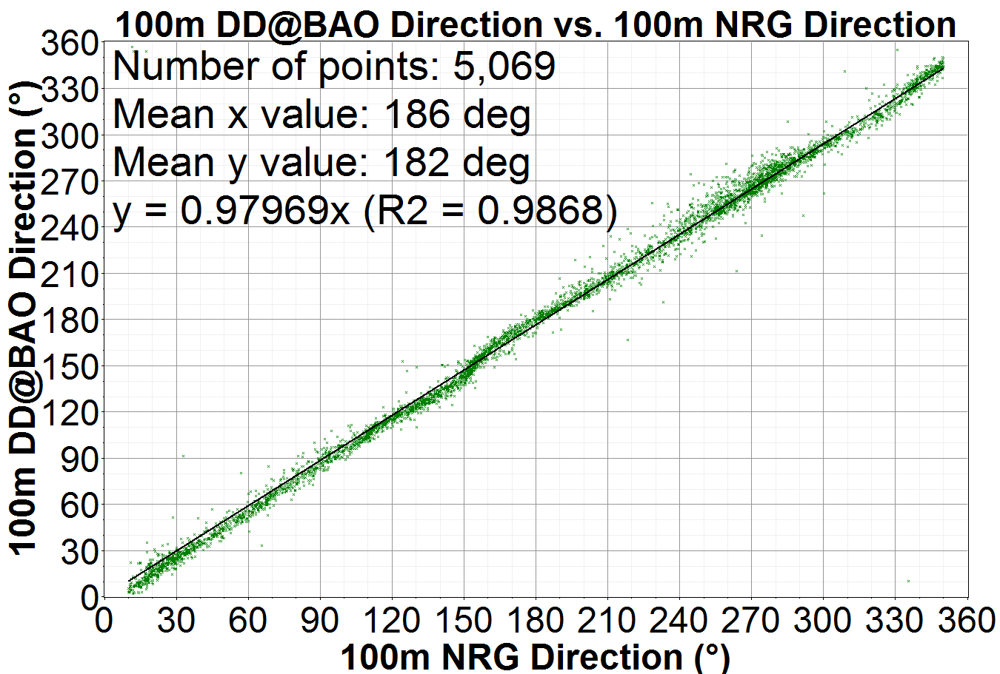 100m DD@BAO Direction vs. 100m NRG Direction
Number of points: 5,069
Mean x value: 186 deg
Mean y value: 182 deg
y = 0.97969x (R2 = 0.9868)
100m DD@BAO Direction (°)
360
330
300
270
240
210
180
150
120
90
60
30
0
0 30 60 90 120 150 180 210 240 270 300 330 360
100m NRG Direction (°)